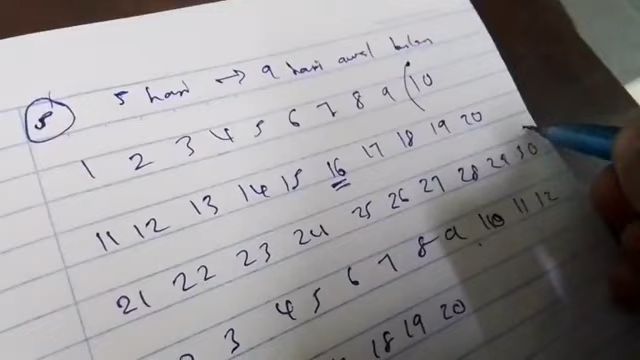 5 5 hari → 9 hari awal bulan
1 2 3 4 5 6 7 8 9 (10
11 12 13 14 15 16 17 18 19 20
21 22 23 24 25 26 27 28 29 30
3 4 5 6 7 8 9 10 11 12
18 19 20